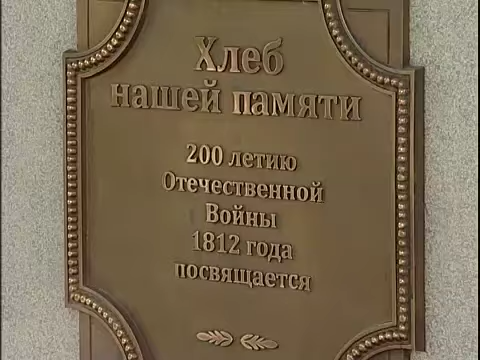 Хлеб
нашей памяти
200 летию
Отечественной
Войны
1812 года
посвящается